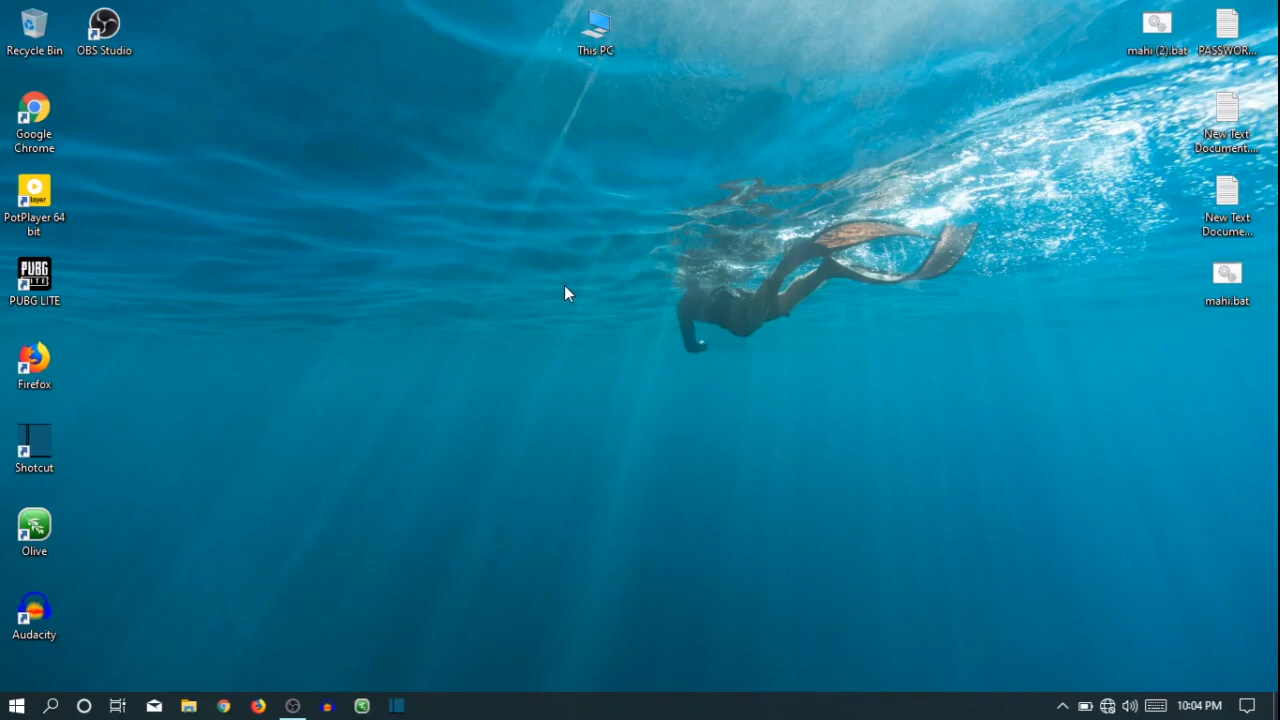 Recycle Bin
OBS Studio
This PC
mahi (2).bat
PASSWOR...
Google
Chrome
New Text
Document....
PotPlayer 64
bit
New Text
Docume...
PUBG
LITE
PUBG LITE
mahi.bat
Firefox
Shotcut
Olive
Audacity
10:04 PM